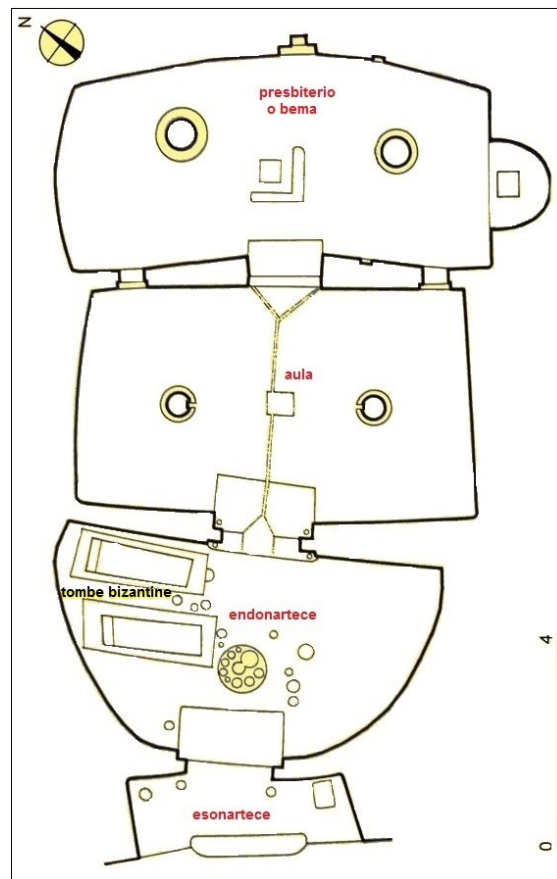 N
presbiterio
o bema
aula
tombe bizantine
endonartece
esonartece
4
0